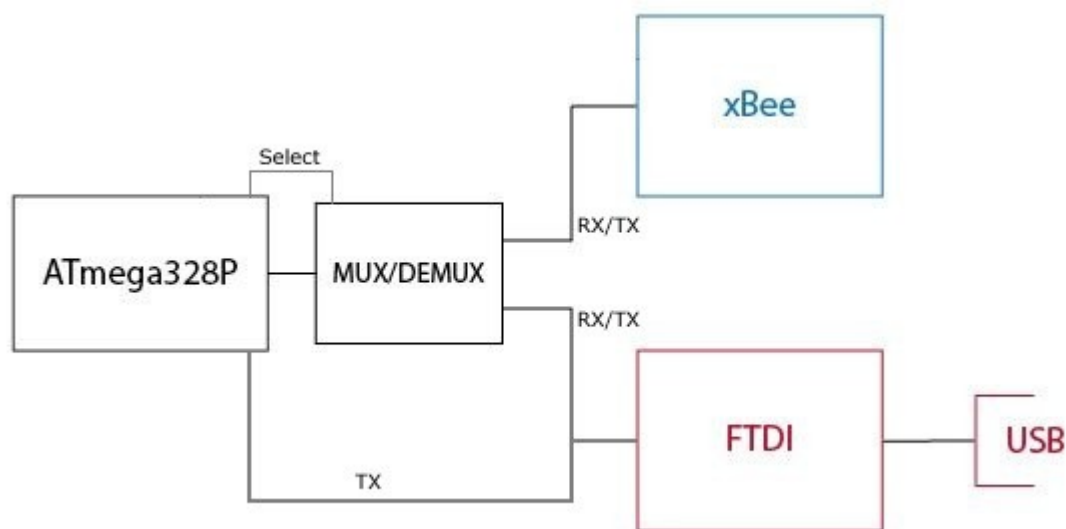 xBee
Select
RX/TX
ATmega328P
MUX/DEMUX
RX/TX
FTDI
USB
TX